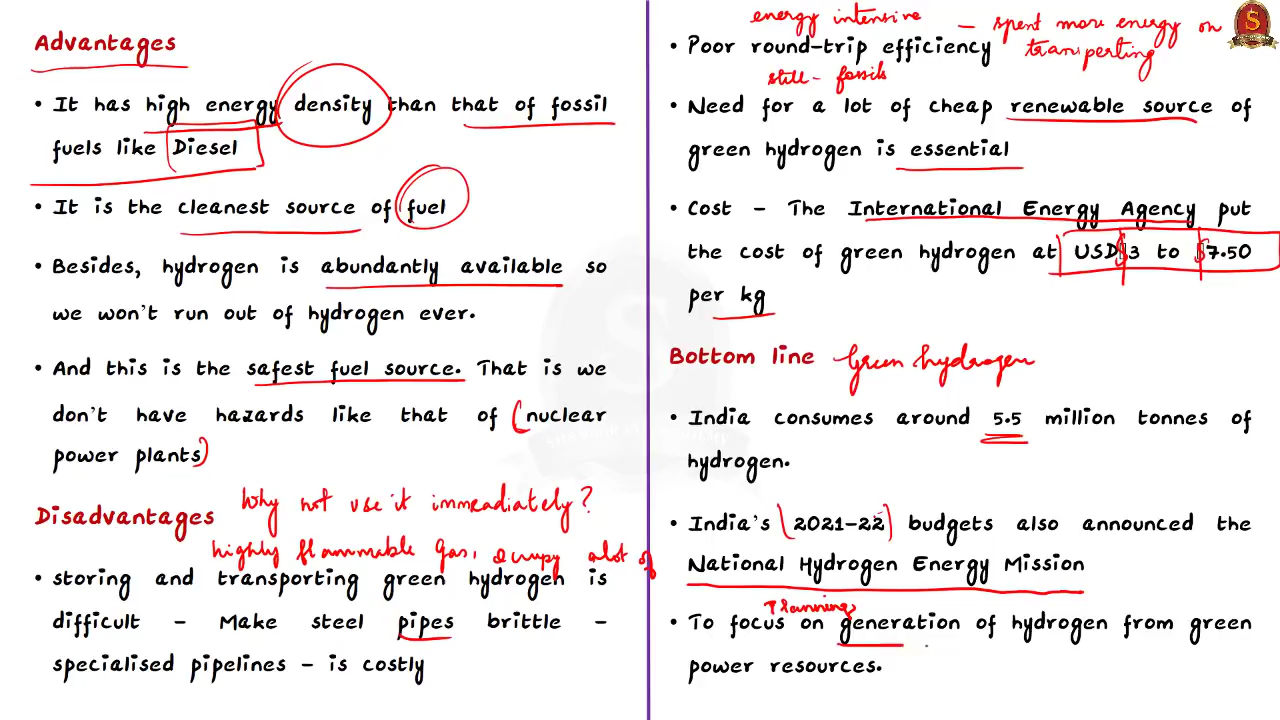 Advantages
• It has high energy density than that of fossil
fuels like Diesel
• It is the cleanest source of fuel
• Besides, hydrogen is abundantly available so
we won't run out of hydrogen ever.
• And this is the safest fuel source. That is we
don't have hazards like that of (nuclear
power plants)
Disadvantages
Why not use it immediately?
highly flammable gas, occupy a lot of
• storing and transporting green hydrogen is
difficult – Make steel pipes brittle –
specialised pipelines – is costly
energy intensive – spent more energy on
• Poor round-trip efficiency transporting
still - fossils
• Need for a lot of cheap renewable source of
green hydrogen is essential
• Cost – The International Energy Agency put
the cost of green hydrogen at USD $3 to $7.50
per kg
Bottom line Green hydrogen
• India consumes around 5.5 million tonnes of
hydrogen.
• India's (2021-22) budgets also announced the
National Hydrogen Energy Mission
Planning
• To focus on generation of hydrogen from green
power resources.